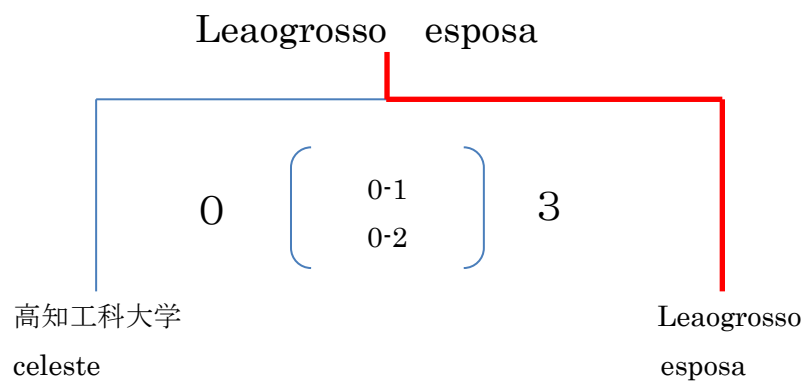 Leaogrosso esposa
0-1
０ ３
0-2
高知工科大学 Leaogrosso
celeste esposa